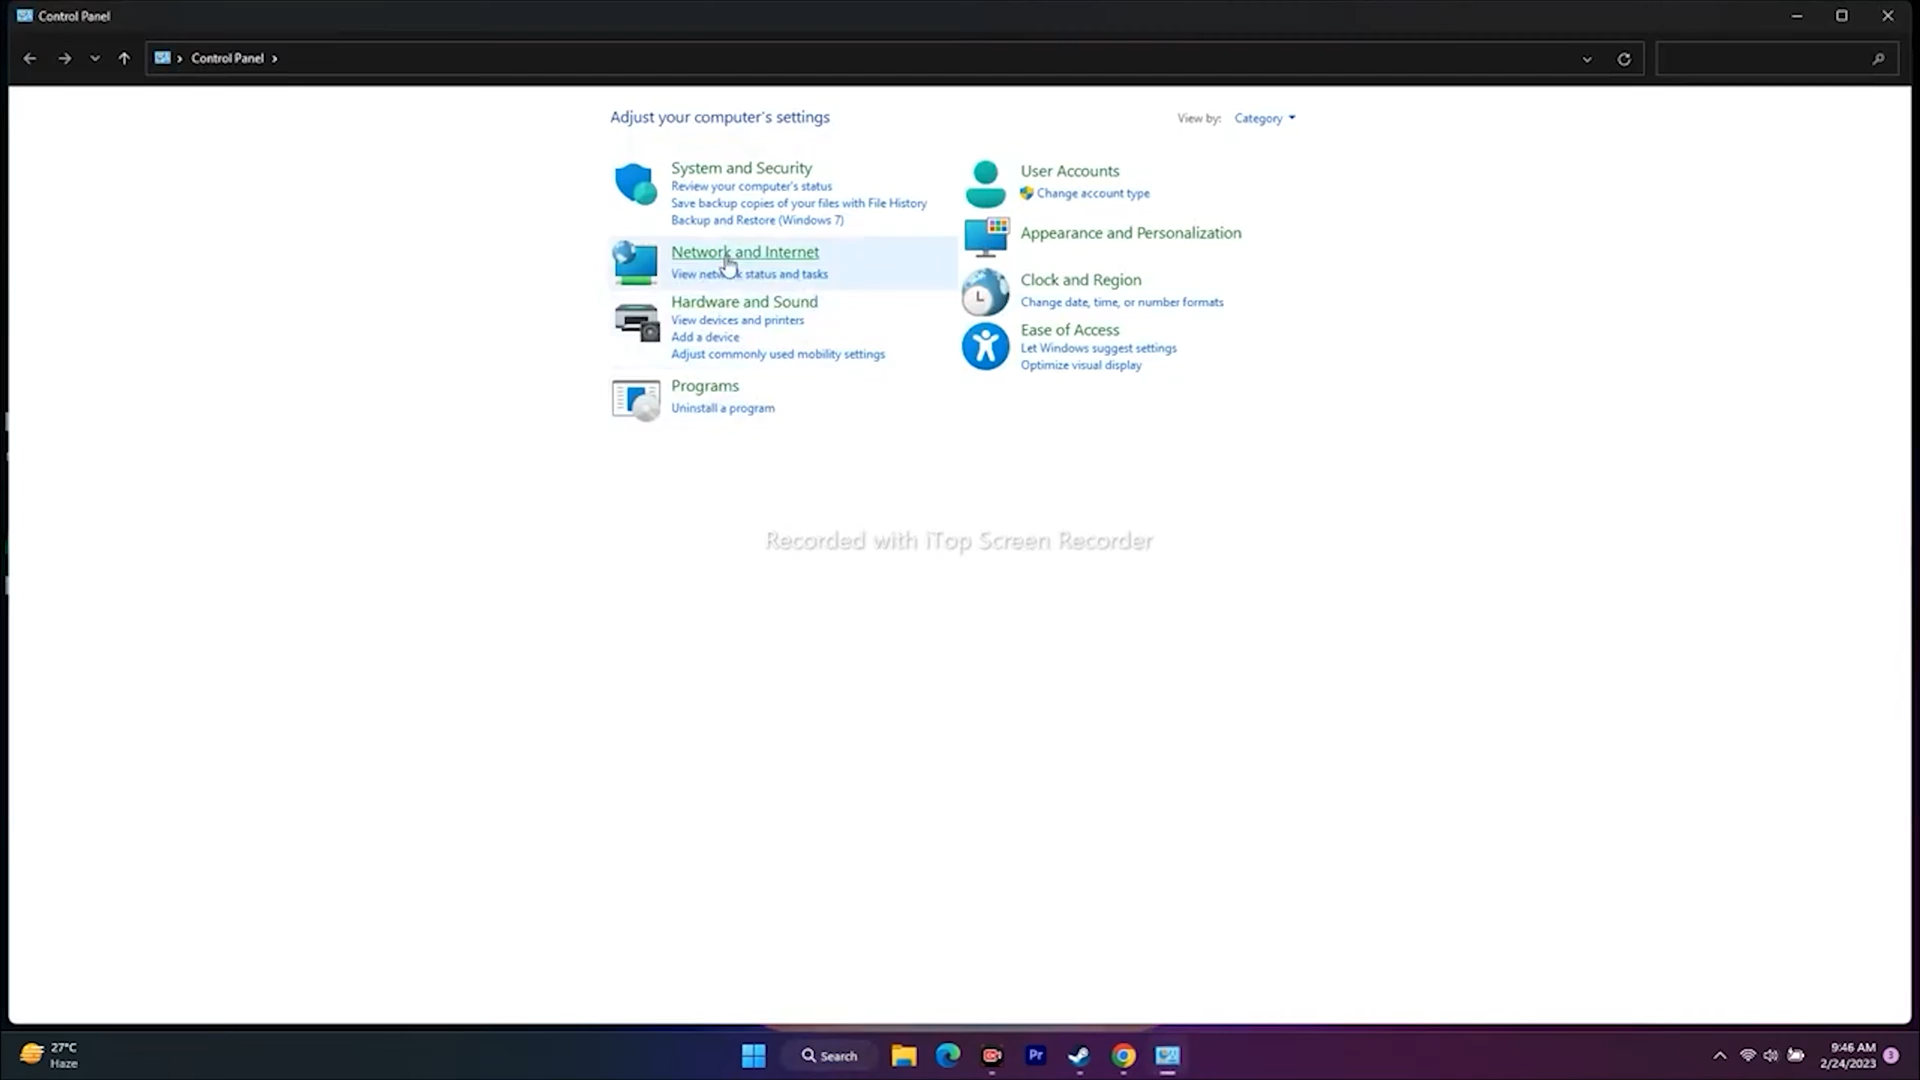 Control Panel
Control Panel
Adjust your computer's settings
View by: Category
System and Security
Review your computer's status
Save backup copies of your files with File History
Backup and Restore (Windows 7)
Network and Internet
View network status and tasks
Hardware and Sound
View devices and printers
Add a device
Adjust commonly used mobility settings
Programs
Uninstall a program
User Accounts
Change account type
Appearance and Personalization
Clock and Region
Change date, time, or number formats
Ease of Access
Let Windows suggest settings
Optimize visual display
Recorded with iTop Screen Recorder
27°C
Haze
Search
Pr
9:46 AM
2/24/2023
3